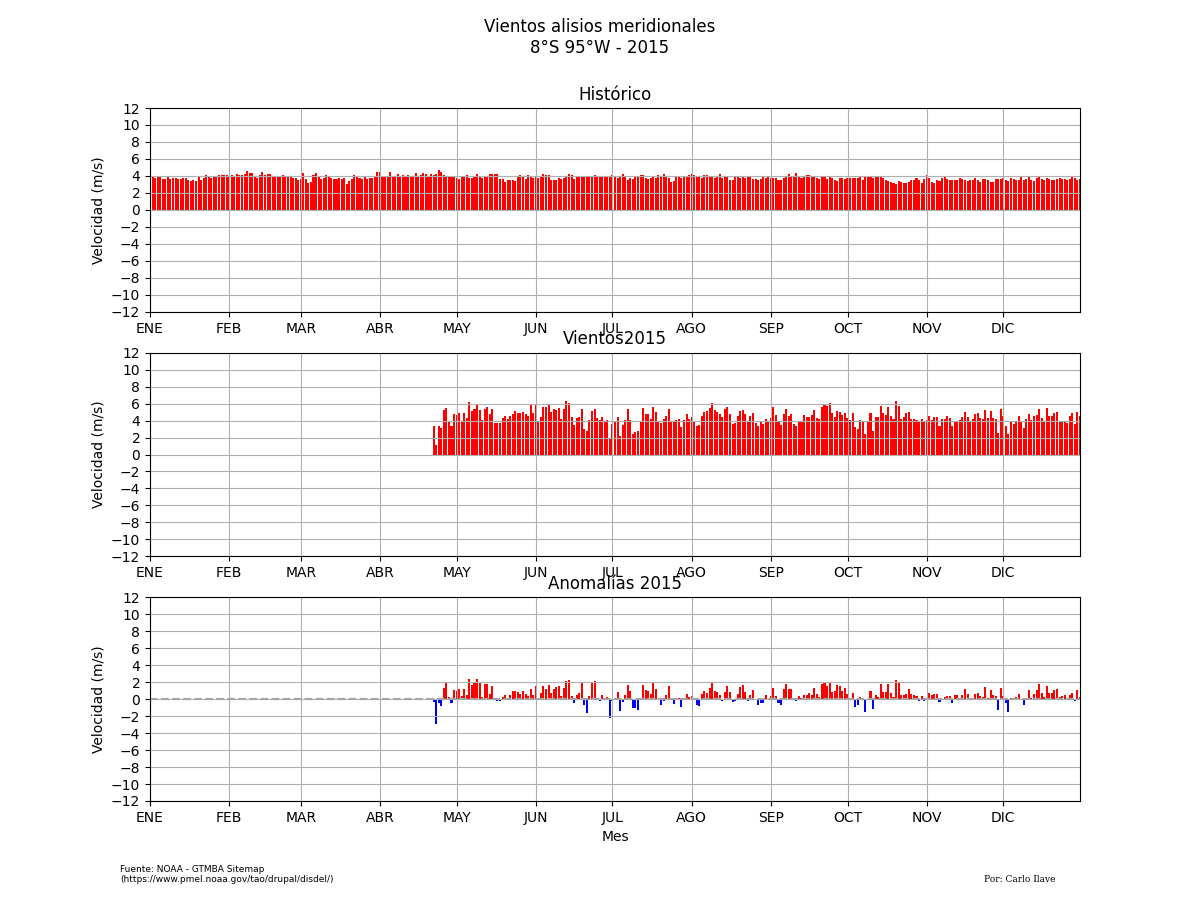 Vientos alisios meridionales
8°S 95°W - 2015
Histórico
12
10
8
6
4
2
0
−2
−4
−6
−8
−10
−12
Velocidad (m/s)
ENE FEB MAR ABR MAY JUN JUL AGO SEP OCT NOV DIC
Vientos2015
12
10
8
6
4
2
0
−2
−4
−6
−8
−10
−12
Velocidad (m/s)
ENE FEB MAR ABR MAY JUN JUL AGO SEP OCT NOV DIC
Anomalías 2015
12
10
8
6
4
2
0
−2
−4
−6
−8
−10
−12
Velocidad (m/s)
ENE FEB MAR ABR MAY JUN JUL AGO SEP OCT NOV DIC
Mes
Fuente: NOAA - GTMBA Sitemap
(https://www.pmel.noaa.gov/tao/drupal/disdel/)
Por: Carlo Ilave